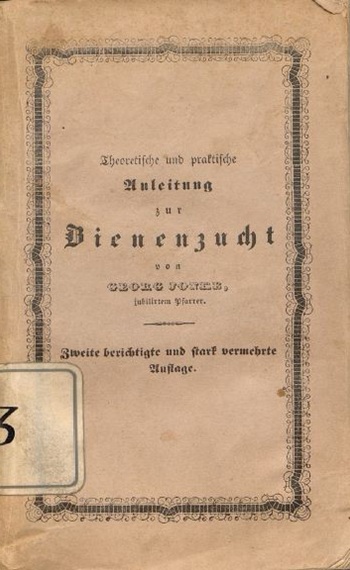 Theoretische und praktische
Anleitung
zur
Bienenzucht
von
GEORG JONKE,
jubilirtem Pfarrer.
Zweite berichtigte und stark vermehrte
Auflage.
3